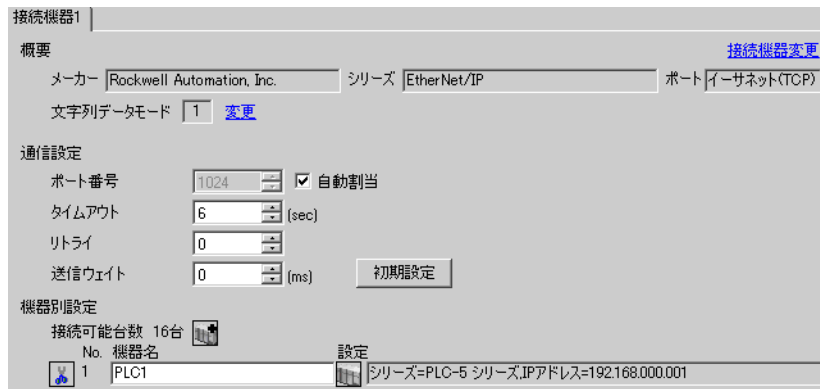 接続機器1
概要 接続機器変更
メーカー Rockwell Automation, Inc. シリーズ EtherNet/IP ポート イーサネット(TCP)
文字列データモード 1 変更
通信設定
ポート番号 1024 自動割当
タイムアウト 6 (sec)
リトライ 0
送信ウェイト 0 (ms) 初期設定
機器別設定
接続可能台数 16台
No. 機器名 設定
1 PLC1 シリーズ=PLC-5 シリーズ,IPアドレス=192.168.000.001